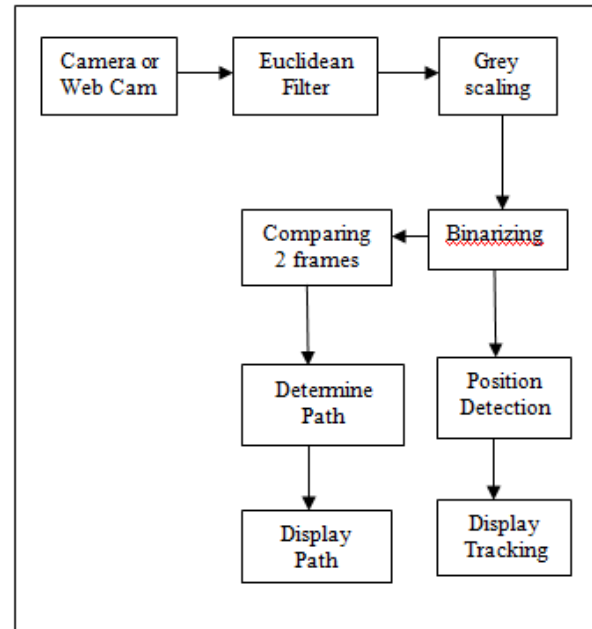 Camera or
Web Cam
Euclidean
Filter
Grey
scaling
Comparing
2 frames
Binarizing
Determine
Path
Position
Detection
Display
Path
Display
Tracking